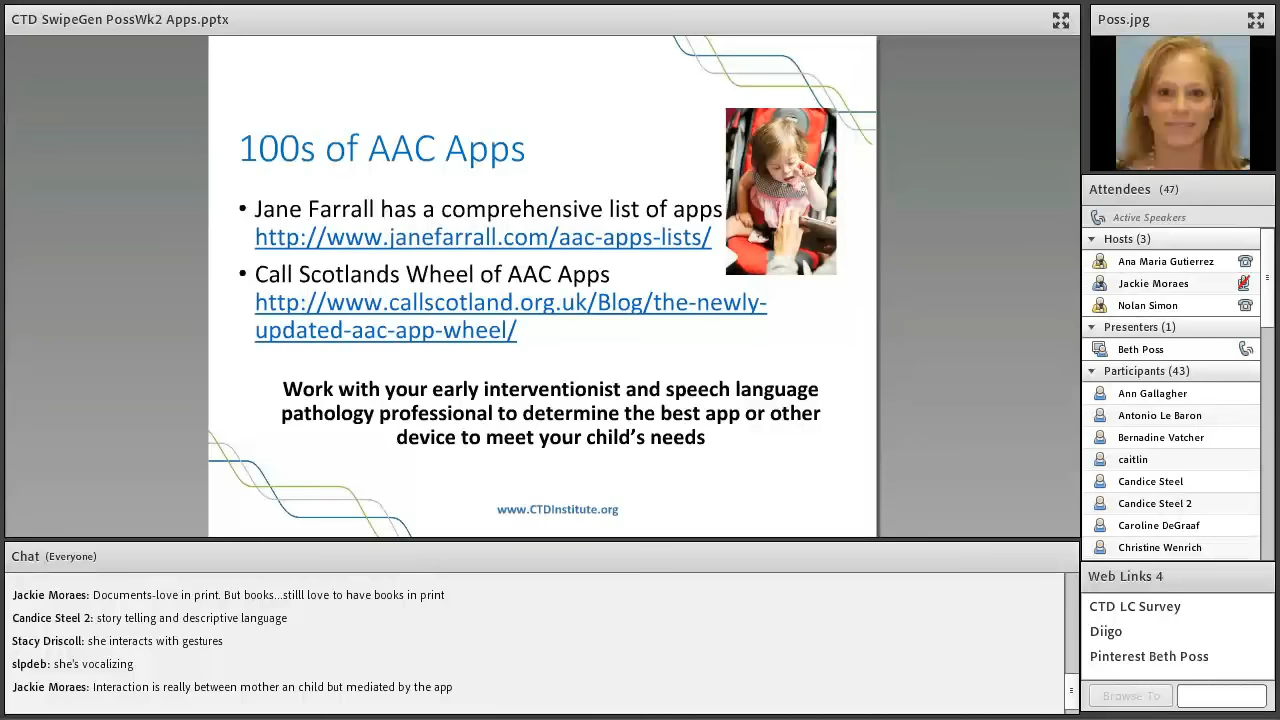 CTD SwipeGen PossWk2 Apps.pptx
100s of AAC Apps
• Jane Farrall has a comprehensive list of apps
http://www.janefarrall.com/aac-apps-lists/
• Call Scotlands Wheel of AAC Apps
http://www.callscotland.org.uk/Blog/the-newly-
updated-aac-app-wheel/
Work with your early interventionist and speech language
pathology professional to determine the best app or other
device to meet your child's needs
www.CTDInstitute.org
Chat (Everyone)
Jackie Moraes: Documents-love in print. But books...stilll love to have books in print
Candice Steel 2: story telling and descriptive language
Stacy Driscoll: she interacts with gestures
slpdeb: she's vocalizing
Jackie Moraes: Interaction is really between mother an child but mediated by the app
Poss.jpg
Attendees (47)
Active Speakers
Hosts (3)
Ana Maria Gutierrez
Jackie Moraes
Nolan Simon
Presenters (1)
Beth Poss
Participants (43)
Ann Gallagher
Antonio Le Baron
Bernadine Vatcher
caitlin
Candice Steel
Candice Steel 2
Caroline DeGraaf
Christine Wenrich
Web Links 4
CTD LC Survey
Diigo
Pinterest Beth Poss
Browse To